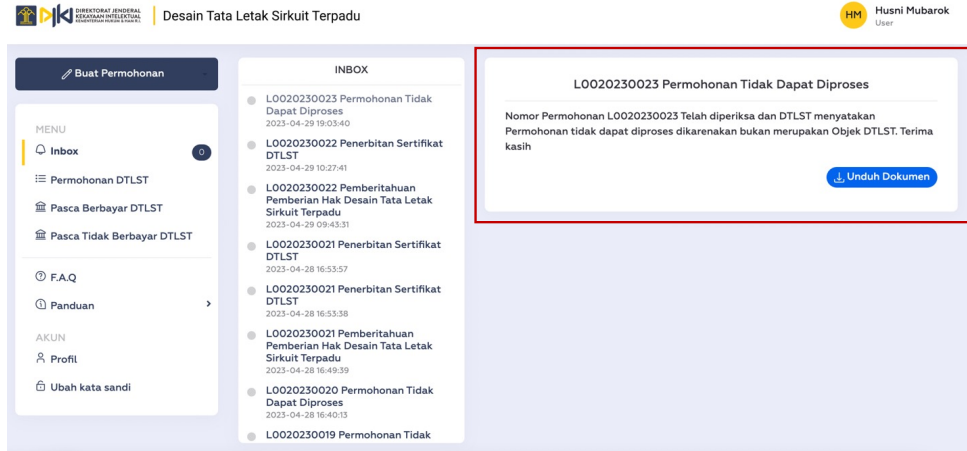 DIREKTORAT JENDERAL
KEKAYAAN INTELEKTUAL
KEMENTERIAN HUKUM & HAM R.I.
Desain Tata Letak Sirkuit Terpadu
HM
Husni Mubarok
User
Buat Permohonan
MENU
Inbox
0
Permohonan DTLST
Pasca Berbayar DTLST
Pasca Tidak Berbayar DTLST
F.A.Q
Panduan
AKUN
Profil
Ubah kata sandi
INBOX
L0020230023 Permohonan Tidak
Dapat Diproses
2023-04-29 19:03:40
L0020230022 Penerbitan Sertifikat
DTLST
2023-04-29 10:27:41
L0020230022 Pemberitahuan
Pemberian Hak Desain Tata Letak
Sirkuit Terpadu
2023-04-29 09:43:31
L0020230021 Penerbitan Sertifikat
DTLST
2023-04-28 16:53:57
L0020230021 Penerbitan Sertifikat
DTLST
2023-04-28 16:53:38
L0020230021 Pemberitahuan
Pemberian Hak Desain Tata Letak
Sirkuit Terpadu
2023-04-28 16:49:39
L0020230020 Permohonan Tidak
Dapat Diproses
2023-04-28 16:40:13
L0020230019 Permohonan Tidak
L0020230023 Permohonan Tidak Dapat Diproses
Nomor Permohonan L0020230023 Telah diperiksa dan DTLST menyatakan
Permohonan tidak dapat diproses dikarenakan bukan merupakan Objek DTLST. Terima
kasih
Unduh Dokumen